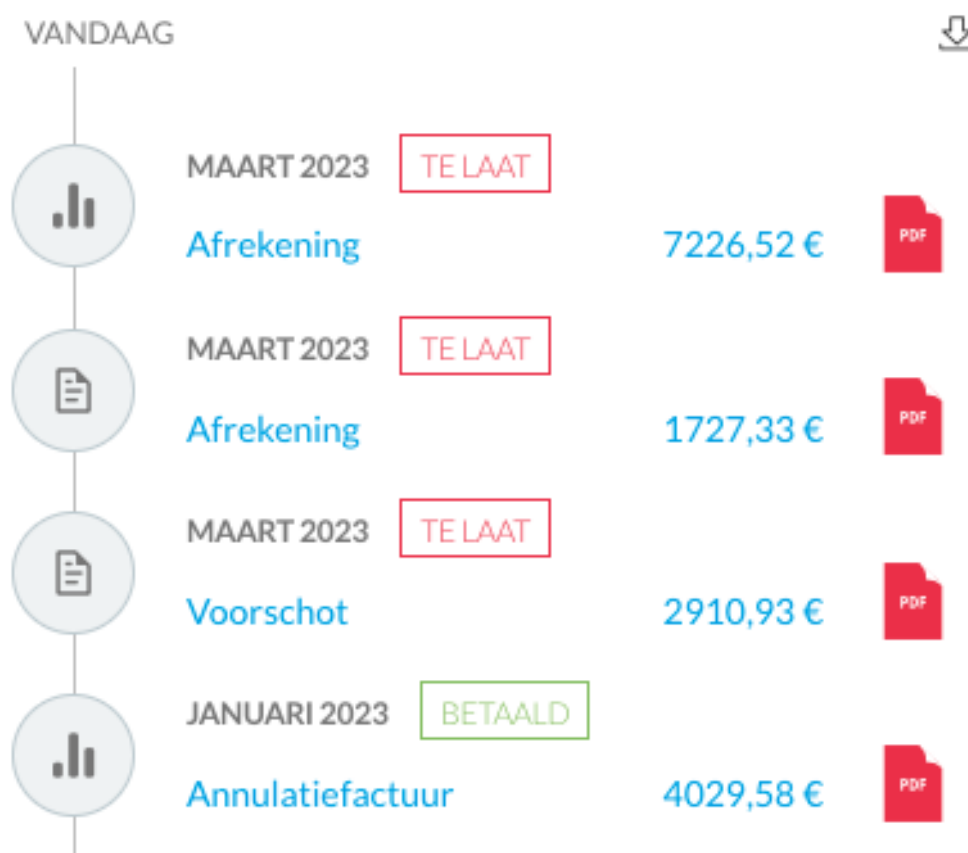 VANDAAG
MAART 2023 TE LAAT
Afrekening 7226,52 € PDF
MAART 2023 TE LAAT
Afrekening 1727,33 € PDF
MAART 2023 TE LAAT
Voorschot 2910,93 € PDF
JANUARI 2023 BETAALD
Annulatiefactuur 4029,58 € PDF